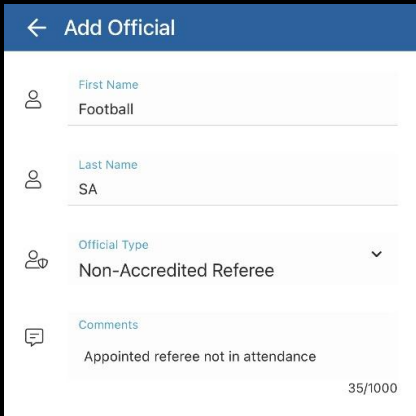 Add Official
First Name
Football
Last Name
SA
Official Type
Non-Accredited Referee
Comments
Appointed referee not in attendance
35/1000